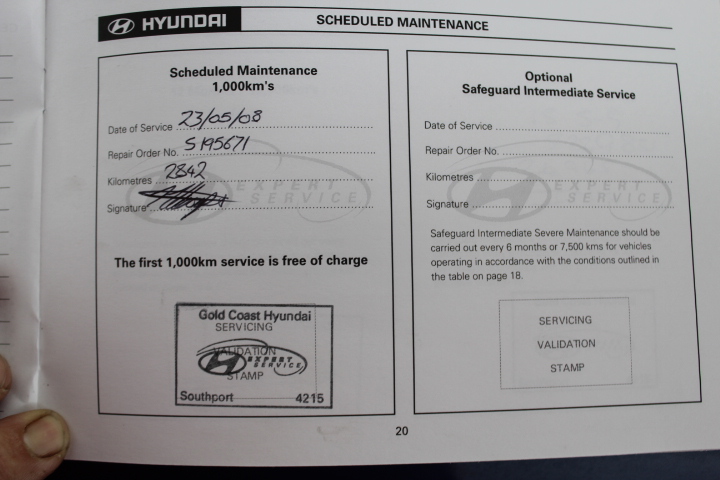 HYUNDAI SCHEDULED MAINTENANCE
Scheduled Maintenance
1,000km's
Date of Service 23/05/08
Repair Order No. S195671
Kilometres 2842
Signature
EXPERT
SERVICE
The first 1,000km service is free of charge
Gold Coast Hyundai
SERVICING
VALIDATION
EXPERT
SERVICE
STAMP
Southport 4215
Optional
Safeguard Intermediate Service
Date of Service
Repair Order No.
Kilometres
Signature
EXPERT
SERVICE
Safeguard Intermediate Severe Maintenance should be
carried out every 6 months or 7,500 kms for vehicles
operating in accordance with the conditions outlined in
the table on page 18.
SERVICING
VALIDATION
STAMP
20